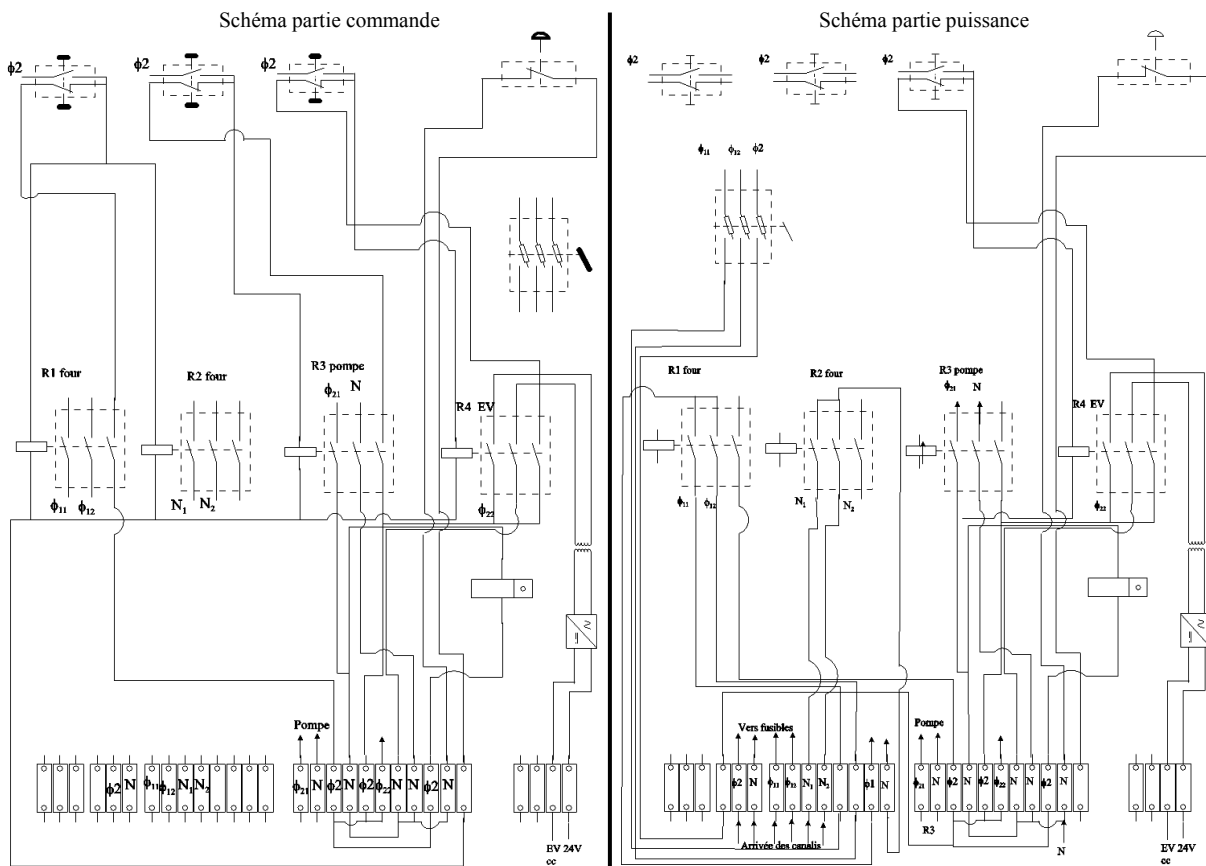 Schéma partie commande
ϕ2 ϕ2 ϕ2
R1 four R2 four R3 pompe
ϕ21 N
R4 EV
ϕ11 ϕ12 N1 N2 ϕ22
Pompe
ϕ2 N ϕ11 ϕ12 N1 N2 ϕ21 N ϕ2 N ϕ2 ϕ22 N N ϕ2 N
EV 24V
cc
Schéma partie puissance
ϕ2 ϕ2 ϕ2
ϕ11 ϕ12 ϕ2
R1 four R2 four R3 pompe
ϕ21 N
R4 EV
ϕ11 ϕ12 N1 N2 ϕ22
Vers fusibles Pompe
ϕ2 N ϕ11 ϕ12 N1 N2 ϕ1 N ϕ21 N ϕ2 N ϕ2 ϕ22 N N ϕ2 N
R3
Arrivée des canalis N
EV 24V
cc